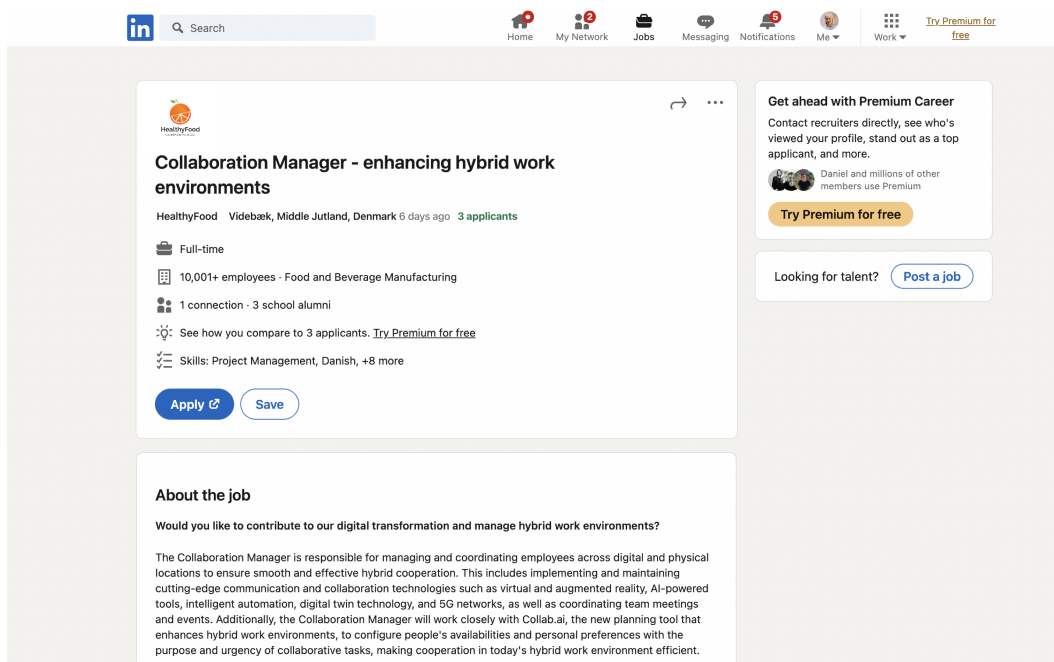 in Search
Home My Network Jobs Messaging Notifications Me Work Try Premium for
free
2 5
HealthyFood
Collaboration Manager - enhancing hybrid work
environments
HealthyFood Videbæk, Middle Jutland, Denmark 6 days ago 3 applicants
Full-time
10,001+ employees · Food and Beverage Manufacturing
1 connection · 3 school alumni
See how you compare to 3 applicants. Try Premium for free
Skills: Project Management, Danish, +8 more
Apply Save
Get ahead with Premium Career
Contact recruiters directly, see who's
viewed your profile, stand out as a top
applicant, and more.
Daniel and millions of other
members use Premium
Try Premium for free
Looking for talent? Post a job
About the job
Would you like to contribute to our digital transformation and manage hybrid work environments?
The Collaboration Manager is responsible for managing and coordinating employees across digital and physical
locations to ensure smooth and effective hybrid cooperation. This includes implementing and maintaining
cutting-edge communication and collaboration technologies such as virtual and augmented reality, AI-powered
tools, intelligent automation, digital twin technology, and 5G networks, as well as coordinating team meetings
and events. Additionally, the Collaboration Manager will work closely with Collab.ai, the new planning tool that
enhances hybrid work environments, to configure people's availabilities and personal preferences with the
purpose and urgency of collaborative tasks, making cooperation in today's hybrid work environment efficient.